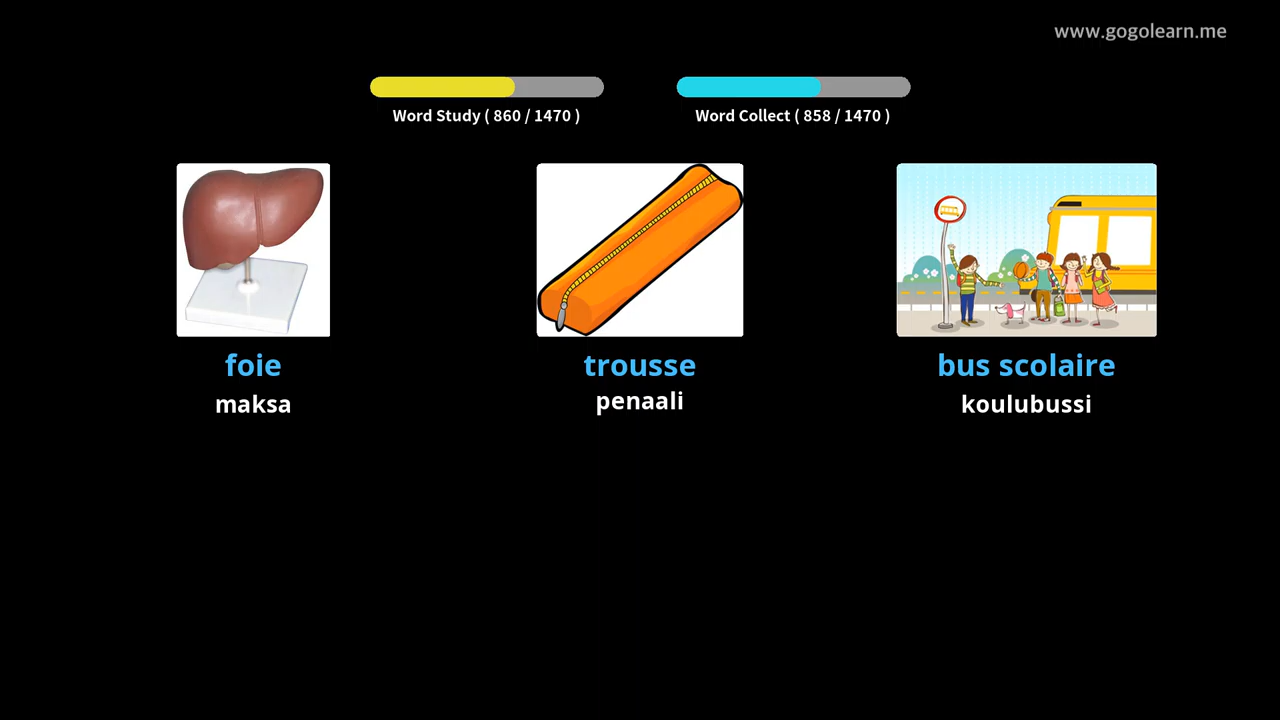 www.gogolearn.me
Word Study ( 860 / 1470 )
Word Collect ( 858 / 1470 )
foie
maksa
trousse
penaali
bus scolaire
koulubussi